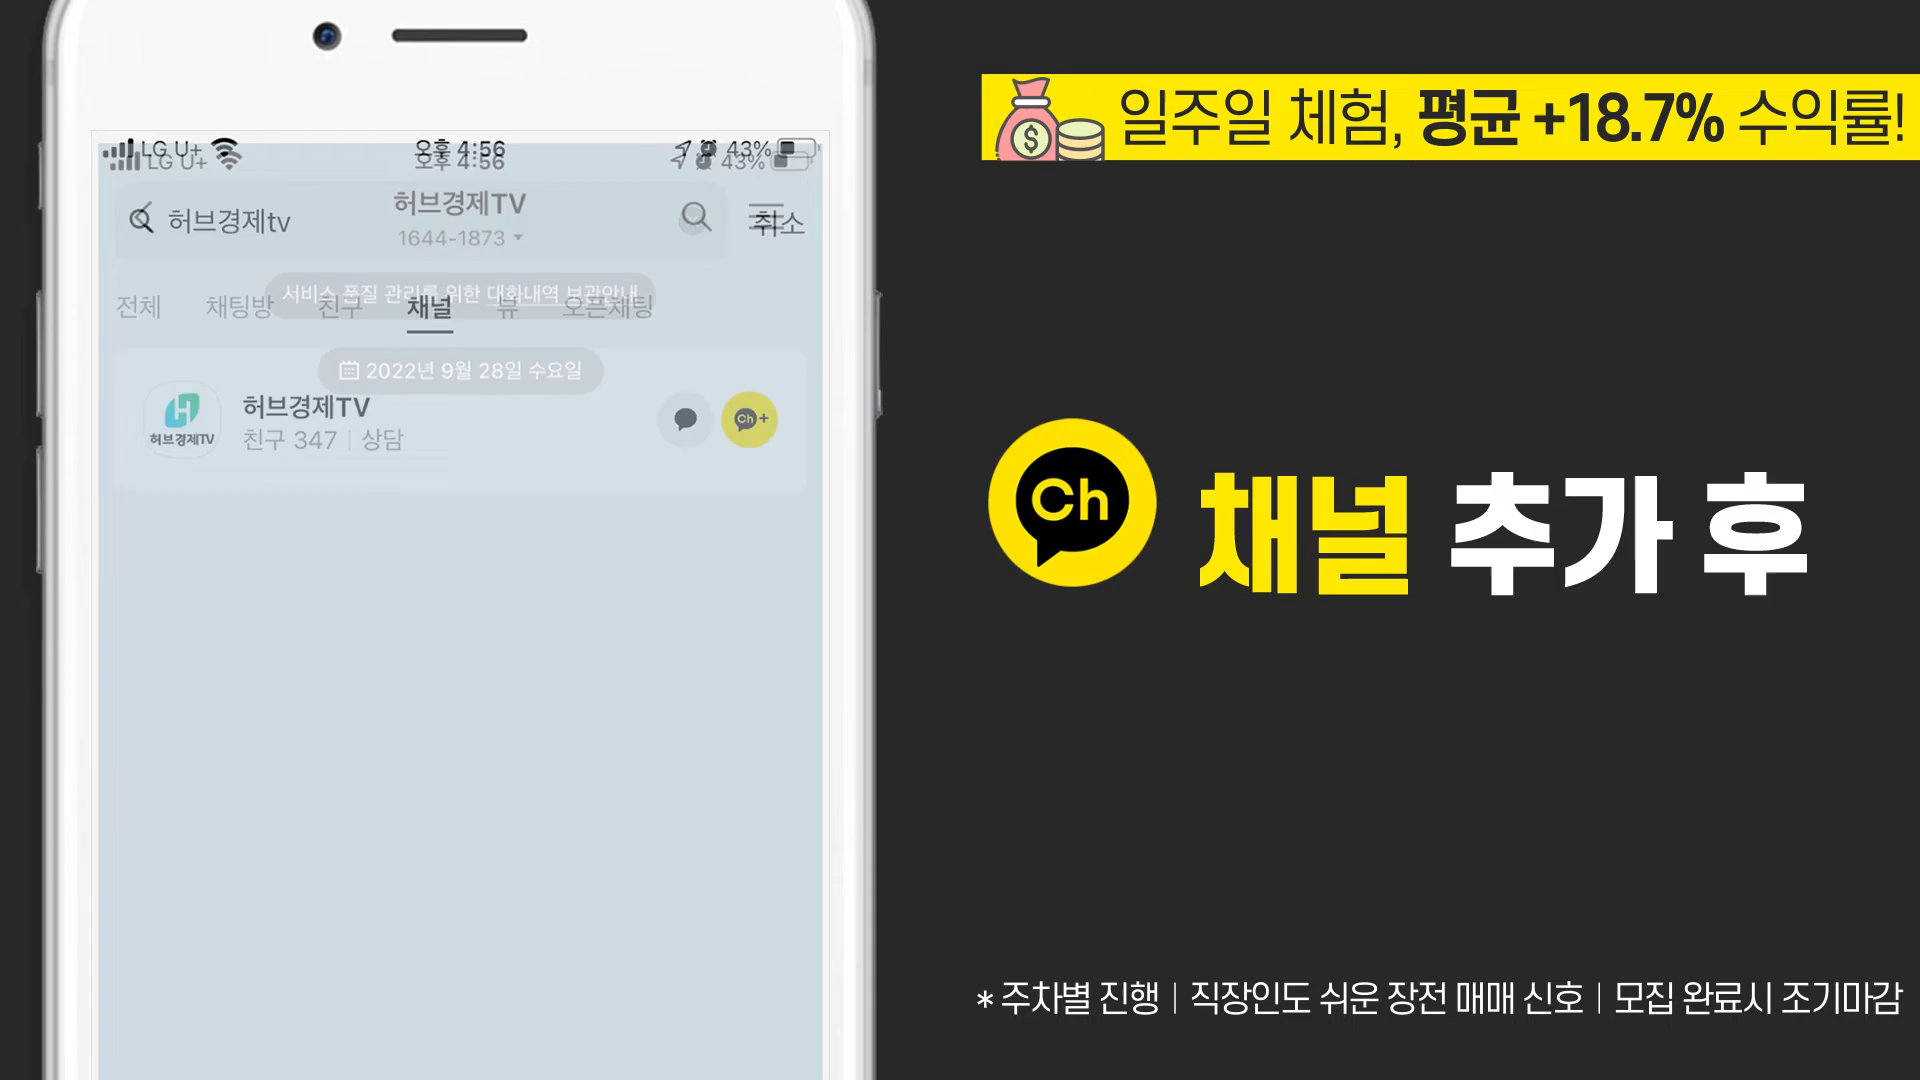 LG U+
오후 4:56
43%
LG U+
오후 4:56
43%
허브경제tv
허브경제TV
1644-1873
취소
서비스 품질 관리를 위한 대화내역 보관안내
전체 채팅방 친구 채널 뷰 오픈채팅
2022년 9월 28일 수요일
허브경제TV
허브경제TV
친구 347 | 상담
Ch+
일주일 체험, 평균 +18.7% 수익률!
Ch
채널 추가 후
* 주차별 진행 | 직장인도 쉬운 장전 매매 신호 | 모집 완료시 조기마감